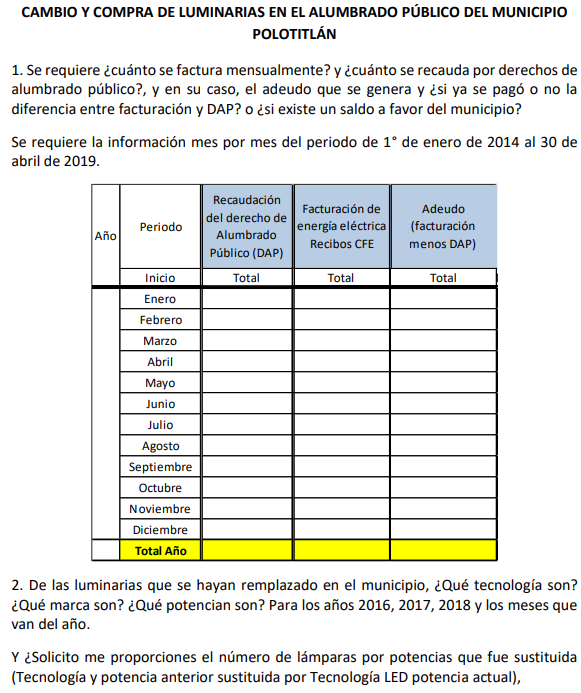 CAMBIO Y COMPRA DE LUMINARIAS EN EL ALUMBRADO PÚBLICO DEL MUNICIPIO
POLOTITLÁN
1. Se requiere ¿cuánto se factura mensualmente? y ¿cuánto se recauda por derechos de
alumbrado público?, y en su caso, el adeudo que se genera y ¿si ya se pagó o no la
diferencia entre facturación y DAP? o ¿si existe un saldo a favor del municipio?
Se requiere la información mes por mes del periodo de 1° de enero de 2014 al 30 de
abril de 2019.
Año
Periodo
Recaudación
del derecho de
Alumbrado
Público (DAP)
Facturación de
energía eléctrica
Recibos CFE
Adeudo
(facturación
menos DAP)
Inicio Total Total Total
Enero
Febrero
Marzo
Abril
Mayo
Junio
Julio
Agosto
Septiembre
Octubre
Noviembre
Diciembre
Total Año
2. De las luminarias que se hayan remplazado en el municipio, ¿Qué tecnología son?
¿Qué marca son? ¿Qué potencian son? Para los años 2016, 2017, 2018 y los meses que
van del año.
Y ¿Solicito me proporciones el número de lámparas por potencias que fue sustituida
(Tecnología y potencia anterior sustituida por Tecnología LED potencia actual),